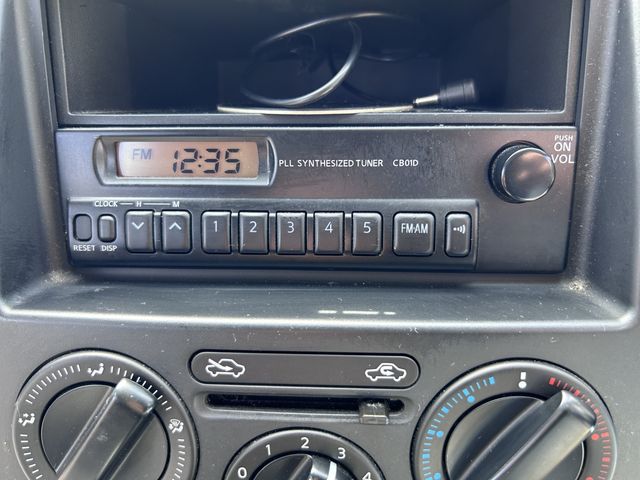 PUSH
ON
VOL
FM 12:35
PLL SYNTHESIZED TUNER CB01D
CLOCK H M
RESET DISP
1 2 3 4 5 FM·AM
0 1 2 3 4